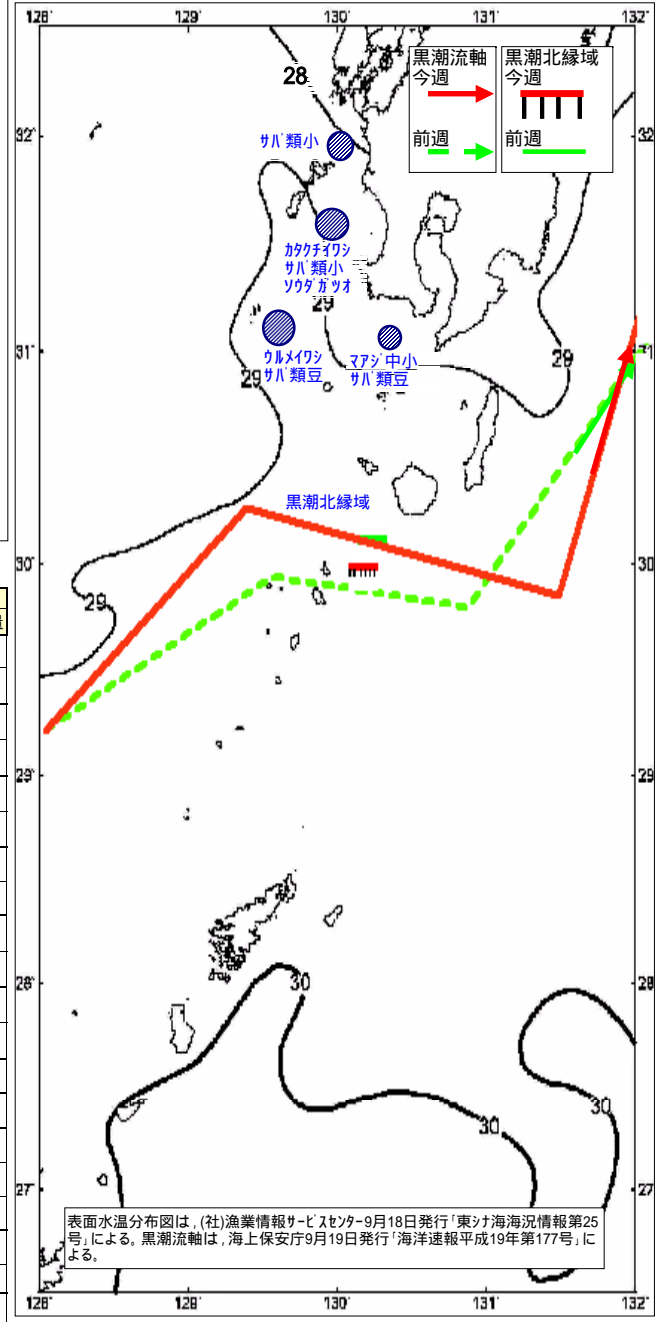 128゜ 128゜ 130゜ 131゜ 132゜
黒潮流軸
今週
前週
黒潮北縁域
今週
前週
28
32゜ 32゜
サバ類小
カタクチイワシ
サバ類小
ソウダガツオ
29
ウルメイワシ
サバ類豆
マアジ中小
サバ類豆
31゜ 31゜
29
29
黒潮北縁域
30゜ 30゜
29
29゜ 29゜
28゜ 28゜
30
30
30
27゜ 27゜
表面水温分布図は，(社)漁業情報サービスセンター9月18日発行「東シナ海海況情報第25
号」による。黒潮流軸は，海上保安庁9月19日発行「海洋速報平成19年第177号」に
よる。
128゜ 128゜ 130゜ 131゜ 132゜